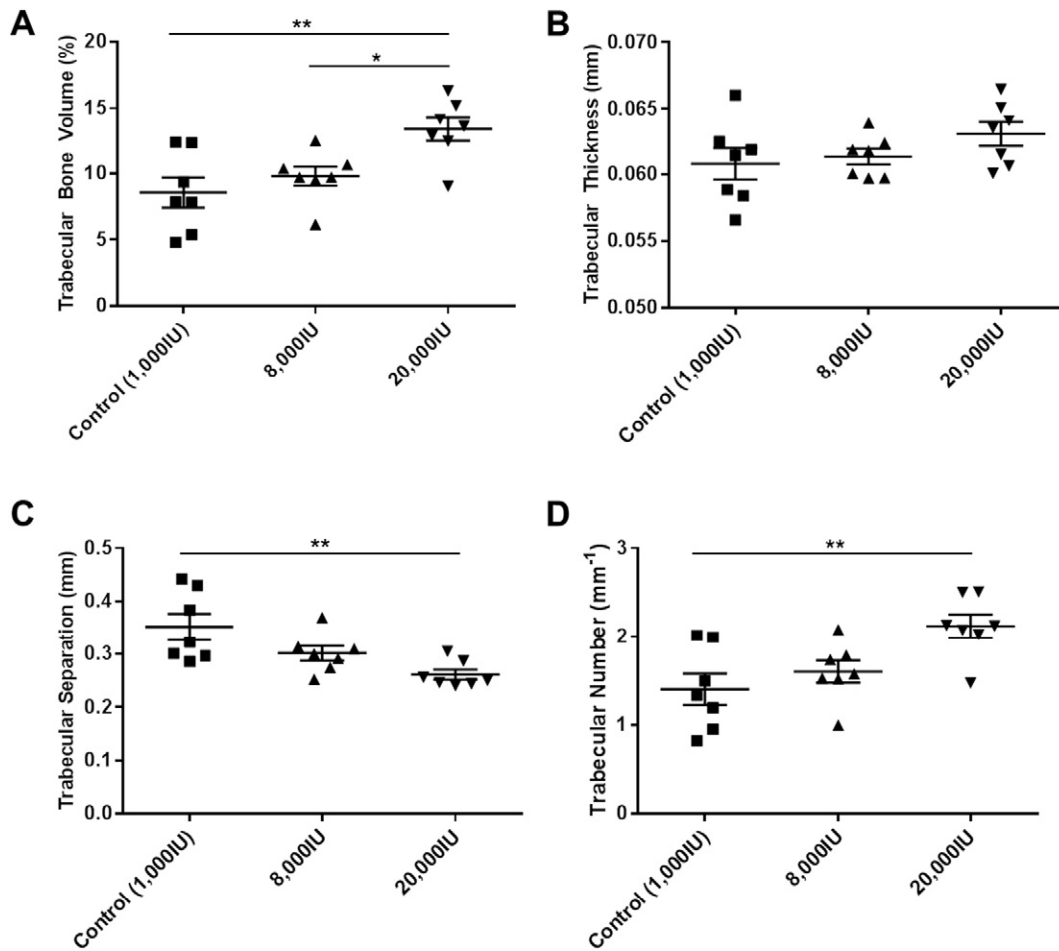 A
Trabecular Bone Volume (%)
20
15
10
5
0
**
*
Control (1,000IU)
8,000IU
20,000IU
B
Trabecular Thickness (mm)
0.070
0.065
0.060
0.055
0.050
Control (1,000IU)
8,000IU
20,000IU
C
Trabecular Separation (mm)
0.5
0.4
0.3
0.2
0.1
0.0
**
Control (1,000IU)
8,000IU
20,000IU
D
Trabecular Number (mm⁻¹)
3
2
1
0
**
Control (1,000IU)
8,000IU
20,000IU